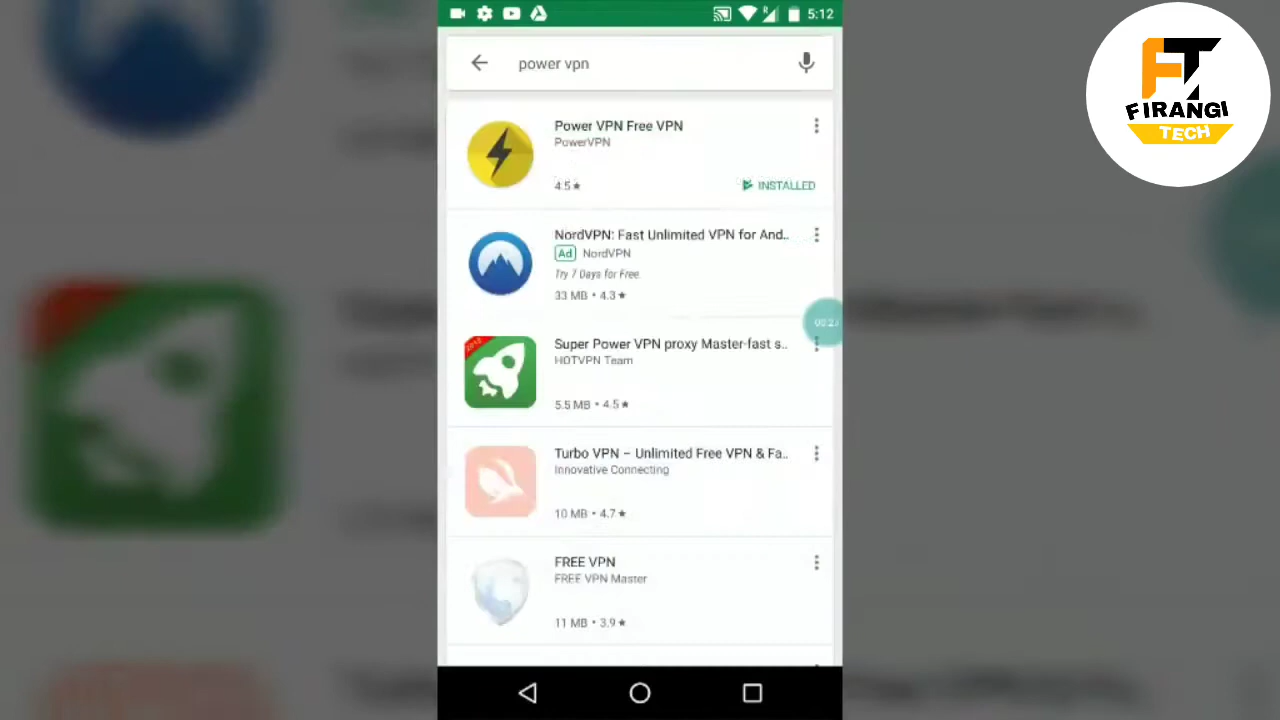 5:12
power vpn
FIRANGI
TECH
Power VPN Free VPN
PowerVPN
4.5★
INSTALLED
NordVPN: Fast Unlimited VPN for And..
Ad NordVPN
Try 7 Days for Free
33 MB • 4.3★
Super Power VPN proxy Master-fast s..
HOTVPN Team
5.5 MB • 4.5★
Turbo VPN – Unlimited Free VPN & Fa..
Innovative Connecting
10 MB • 4.7★
FREE VPN
FREE VPN Master
11 MB • 3.9★